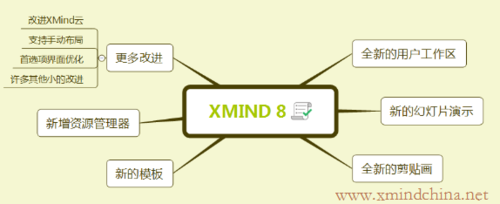 改进XMind云
支持手动布局
首选项界面优化
许多其他小的改进
更多改进
新增资源管理器
新的模板
XMIND 8
全新的用户工作区
新的幻灯片演示
全新的剪贴画
www.xmindchina.net